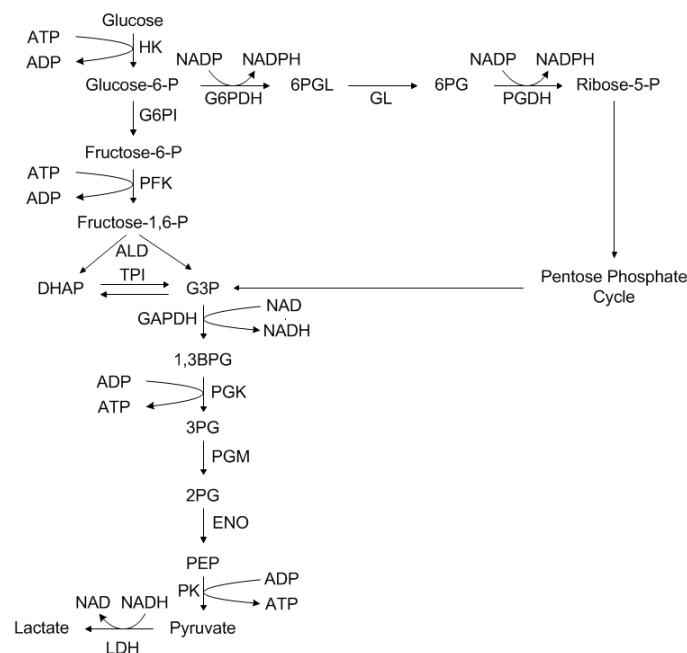 Glucose
ATP
HK
ADP
NADP NADPH
NADP NADPH
Glucose-6-P
6PGL
6PG
Ribose-5-P
G6PDH
GL
PGDH
G6PI
Fructose-6-P
ATP
PFK
ADP
Fructose-1,6-P
ALD
TPI
DHAP
G3P
Pentose Phosphate
Cycle
NAD
GAPDH
NADH
1,3BPG
ADP
PGK
ATP
3PG
PGM
2PG
ENO
PEP
ADP
PK
ATP
NAD NADH
Lactate
Pyruvate
LDH